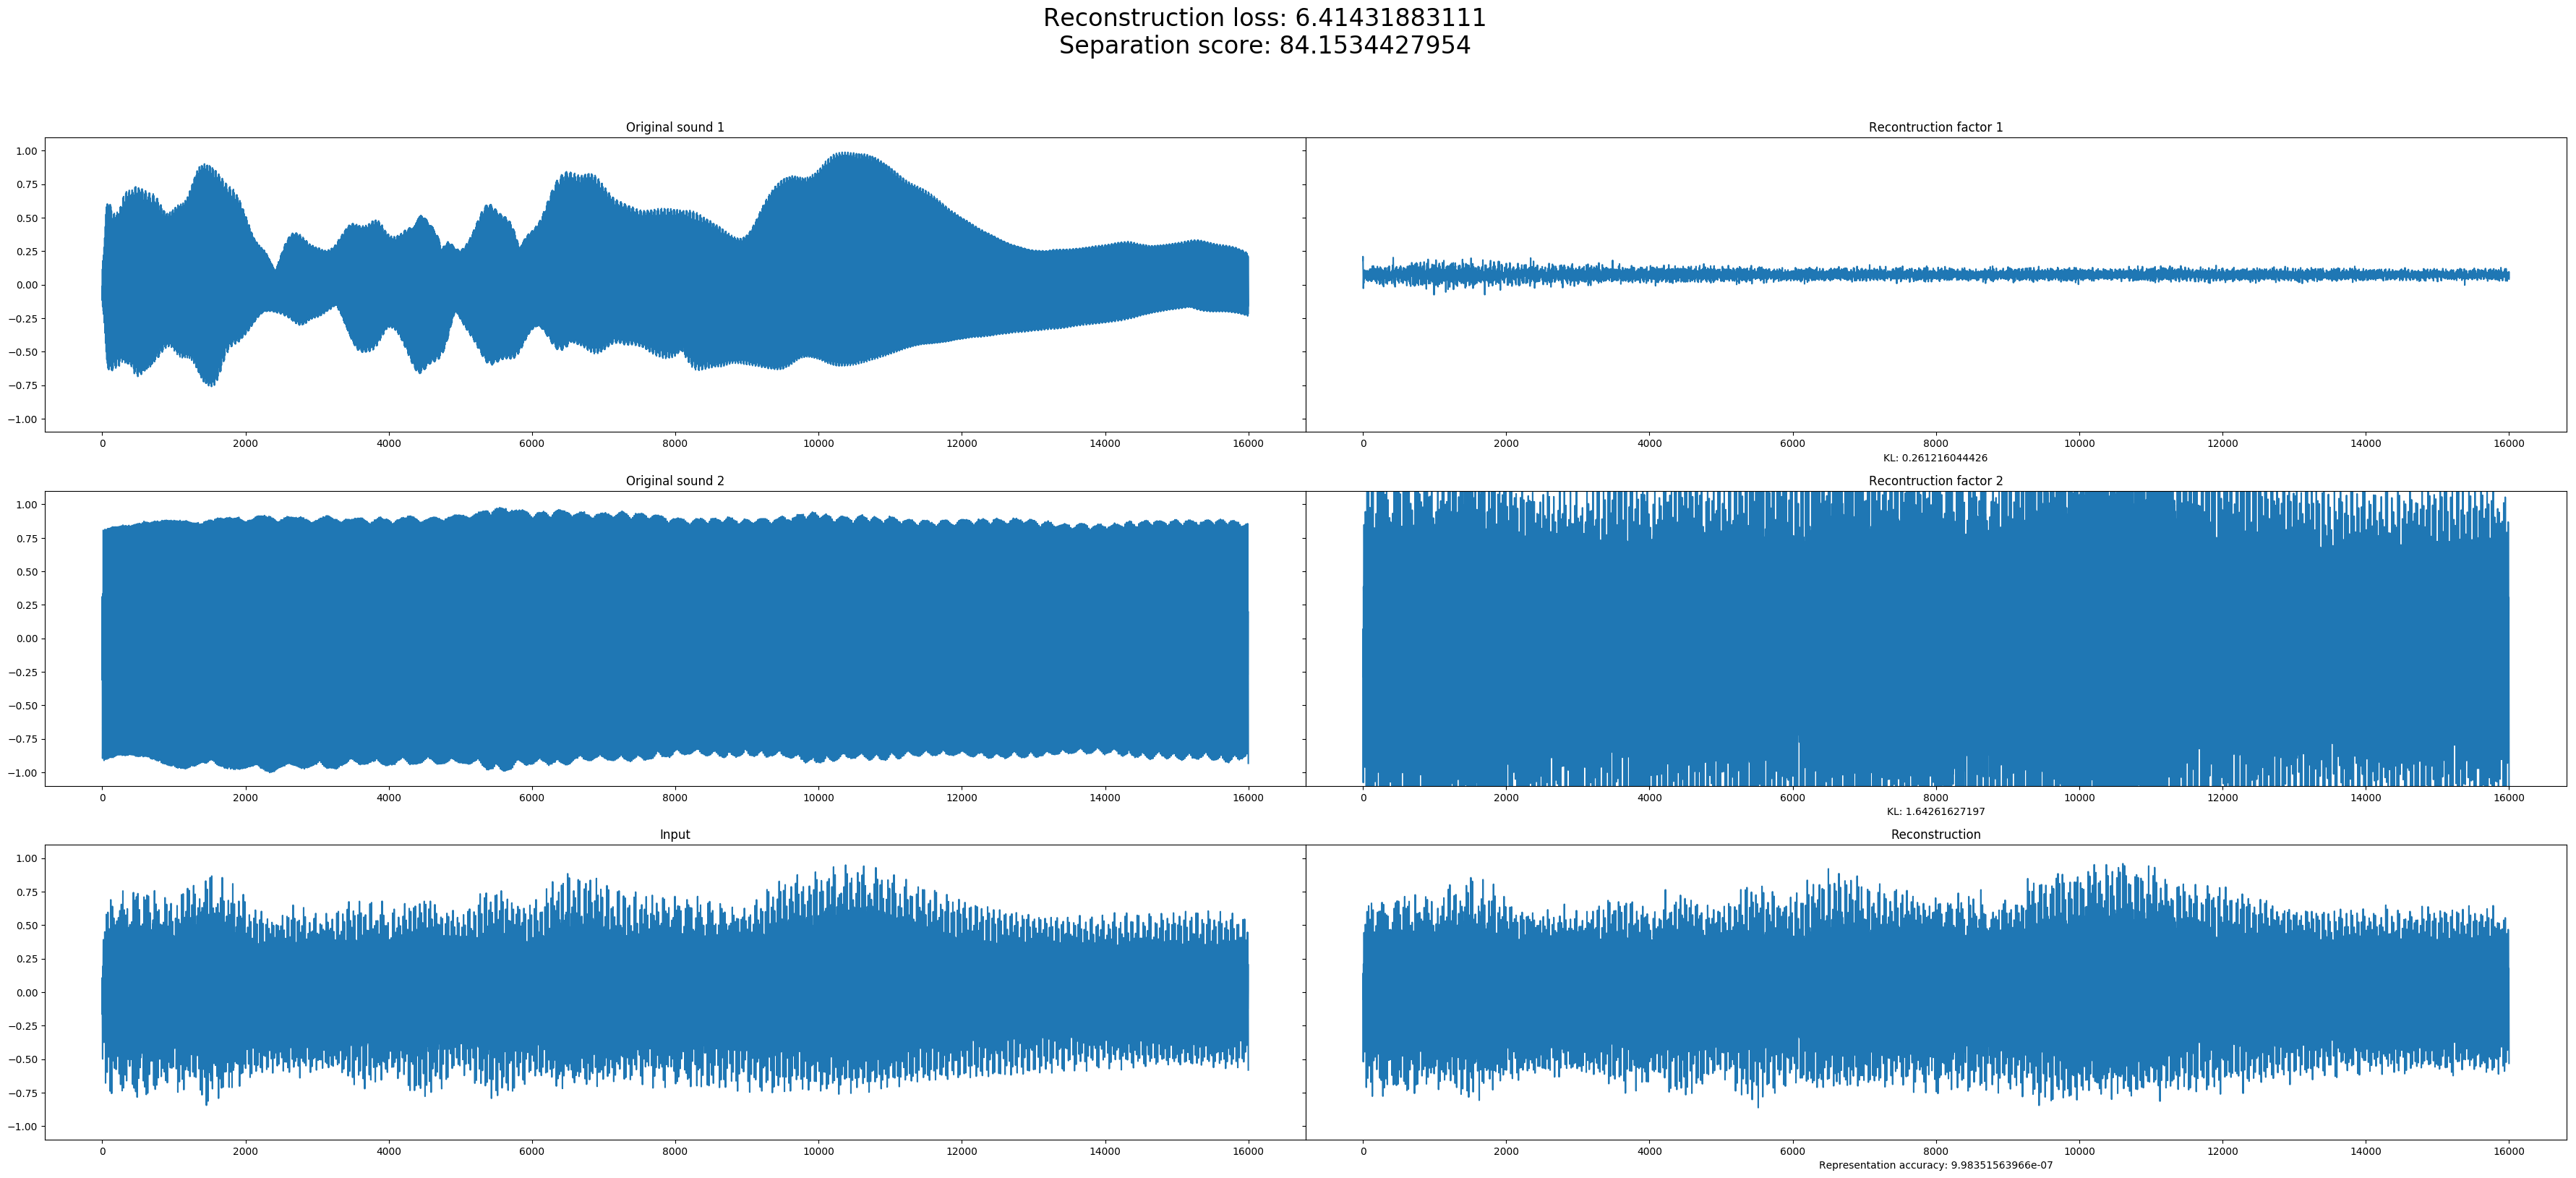 Reconstruction loss: 6.41431883111
Separation score: 84.1534427954
Original sound 1
Recontruction factor 1
1.00
0.75
0.50
0.25
0.00
−0.25
−0.50
−0.75
−1.00
0 2000 4000 6000 8000 10000 12000 14000 16000
0 2000 4000 6000 8000 10000 12000 14000 16000
KL: 0.261216044426
Original sound 2
Recontruction factor 2
1.00
0.75
0.50
0.25
0.00
−0.25
−0.50
−0.75
−1.00
0 2000 4000 6000 8000 10000 12000 14000 16000
0 2000 4000 6000 8000 10000 12000 14000 16000
KL: 1.64261627197
Input
Reconstruction
1.00
0.75
0.50
0.25
0.00
−0.25
−0.50
−0.75
−1.00
0 2000 4000 6000 8000 10000 12000 14000 16000
0 2000 4000 6000 8000 10000 12000 14000 16000
Representation accuracy: 9.98351563966e-07